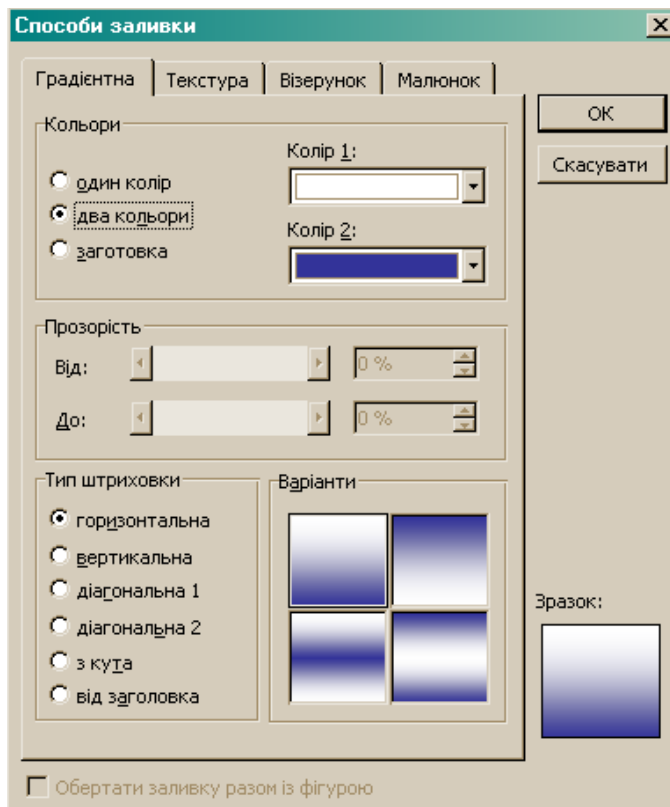 Способи заливки
Градієнтна Текстура Візерунок Малюнок
Кольори
один колір
два кольори
заготовка
Колір 1:
Колір 2:
ОК
Скасувати
Прозорість
Від: 0 %
До: 0 %
Тип штриховки
горизонтальна
вертикальна
діагональна 1
діагональна 2
з кута
від заголовка
Варіанти
Зразок:
Обертати заливку разом із фігурою